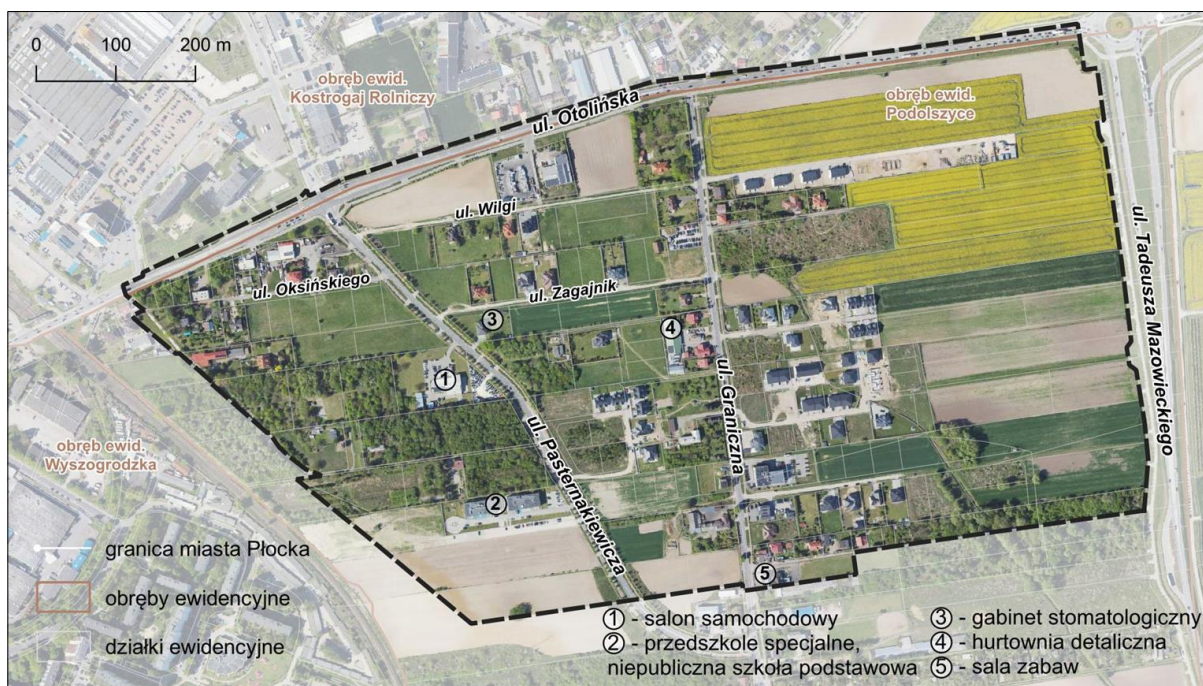 0 100 200 m
obręb ewid.
Kostrogaj Rolniczy
ul. Otolińska
obręb ewid.
Podolszyce
ul. Wilgi
ul. Oksińskiego
ul. Zagajnik
ul. Tadeusza Mazowieckiego
3
4
1
ul. Graniczna
obręb ewid.
Wyszogrodzka
ul. Pasternakiewicza
2
5
granica miasta Płocka
obręby ewidencyjne
działki ewidencyjne
1 - salon samochodowy
2 - przedszkole specjalne,
niepubliczna szkoła podstawowa
3 - gabinet stomatologiczny
4 - hurtownia detaliczna
5 - sala zabaw